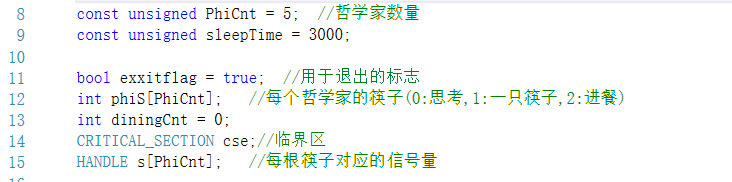 8 const unsigned PhiCnt = 5; //哲学家数量
9 const unsigned sleepTime = 3000;
10
11 bool exxitflag = true; //用于退出的标志
12 int phiS[PhiCnt]; //每个哲学家的筷子(0:思考,1:一只筷子,2:进餐)
13 int diningCnt = 0;
14 CRITICAL_SECTION cse;//临界区
15 HANDLE s[PhiCnt]; //每根筷子对应的信号量